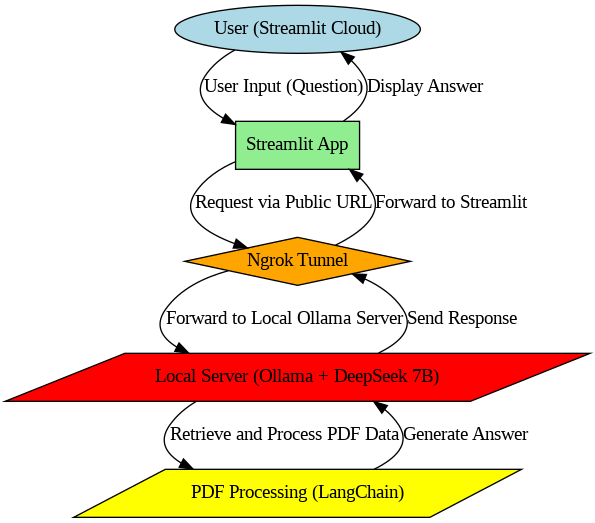 User (Streamlit Cloud)
User Input (Question) Display Answer
Streamlit App
Request via Public URL Forward to Streamlit
Ngrok Tunnel
Forward to Local Ollama Server Send Response
Local Server (Ollama + DeepSeek 7B)
Retrieve and Process PDF Data Generate Answer
PDF Processing (LangChain)